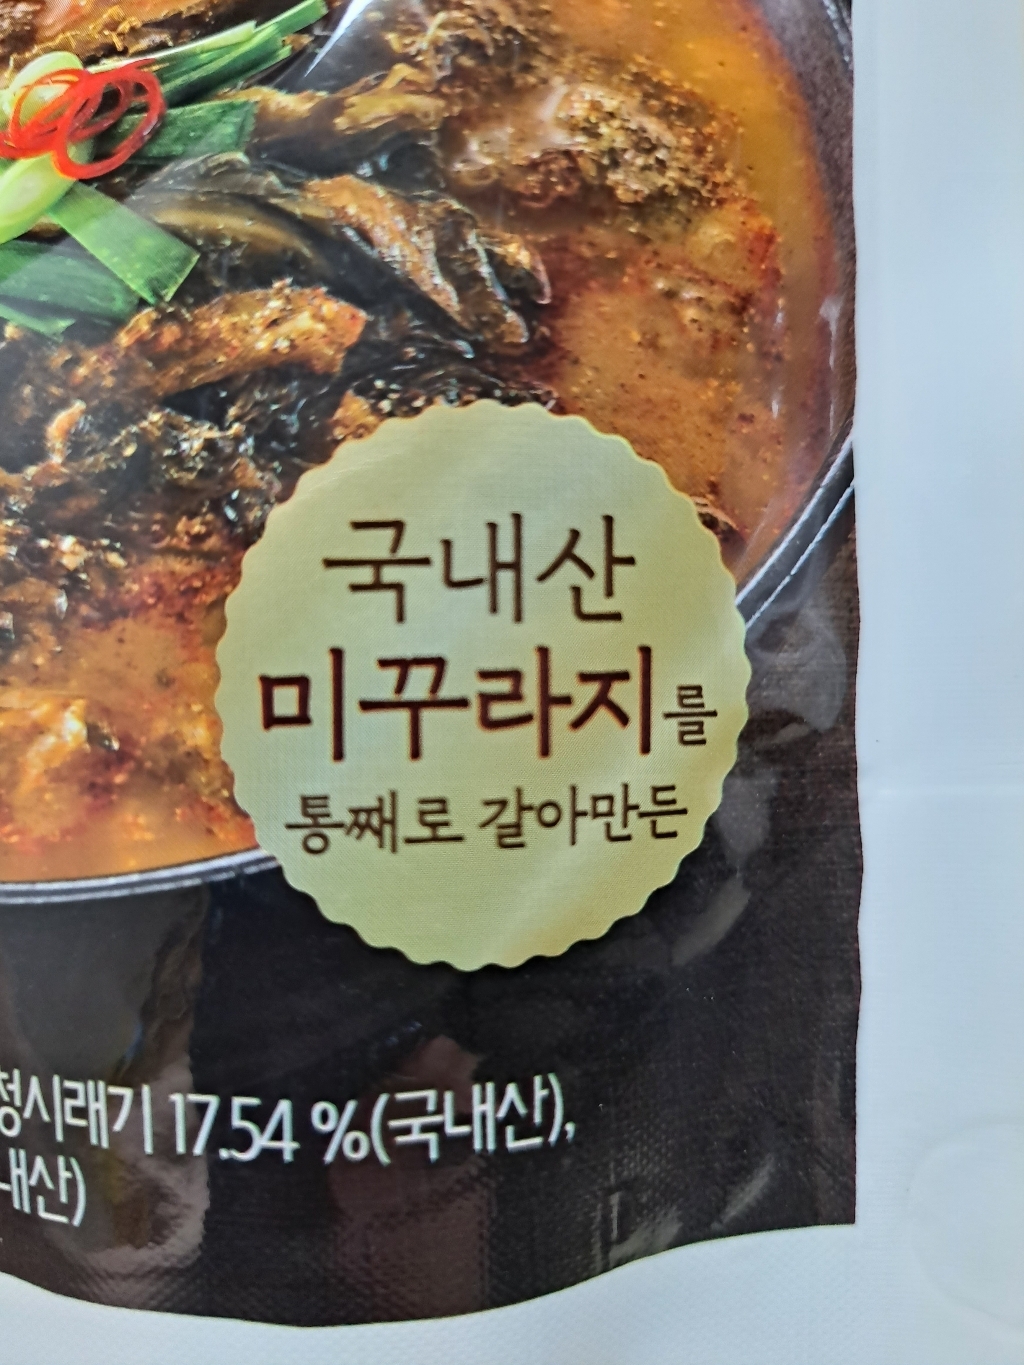 국내산
미꾸라지를
통째로 갈아만든
청시래기 17.54 %(국내산),
내산)